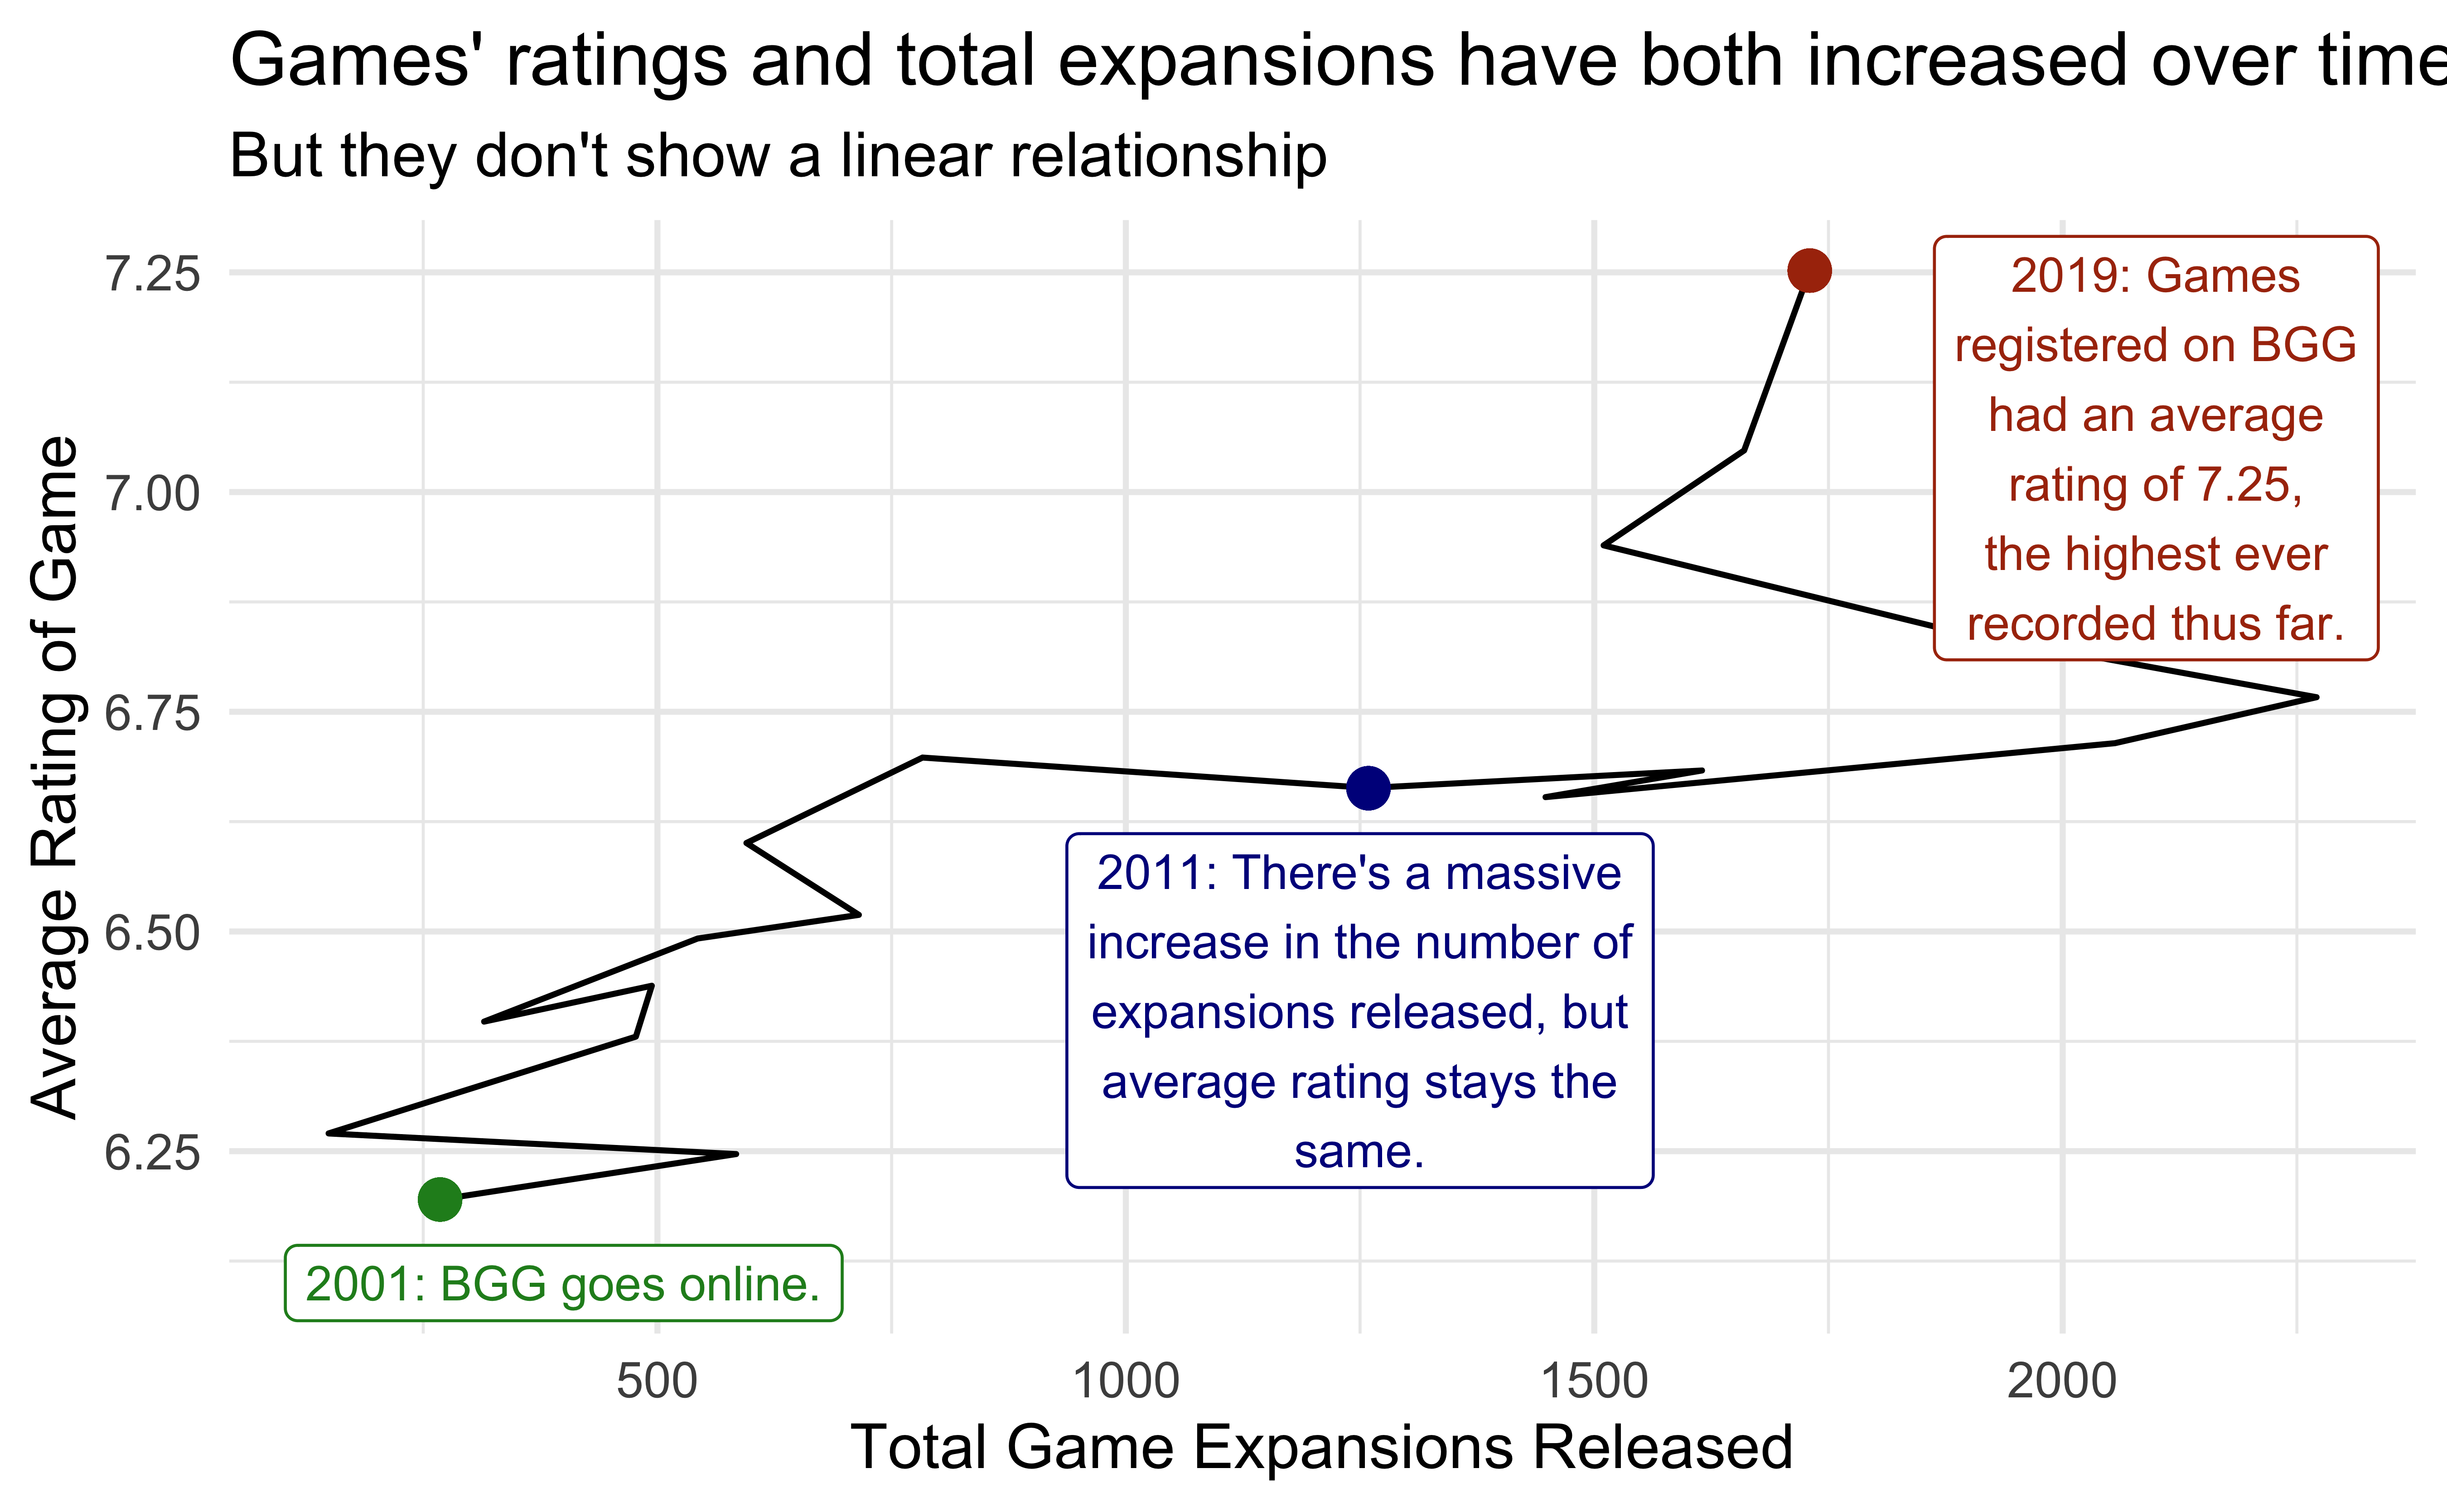 Games' ratings and total expansions have both increased over time
But they don't show a linear relationship
7.25
7.00
6.75
6.50
6.25
Average Rating of Game
2019: Games
registered on BGG
had an average
rating of 7.25,
the highest ever
recorded thus far.
2011: There's a massive
increase in the number of
expansions released, but
average rating stays the
same.
2001: BGG goes online.
500
1000
1500
2000
Total Game Expansions Released